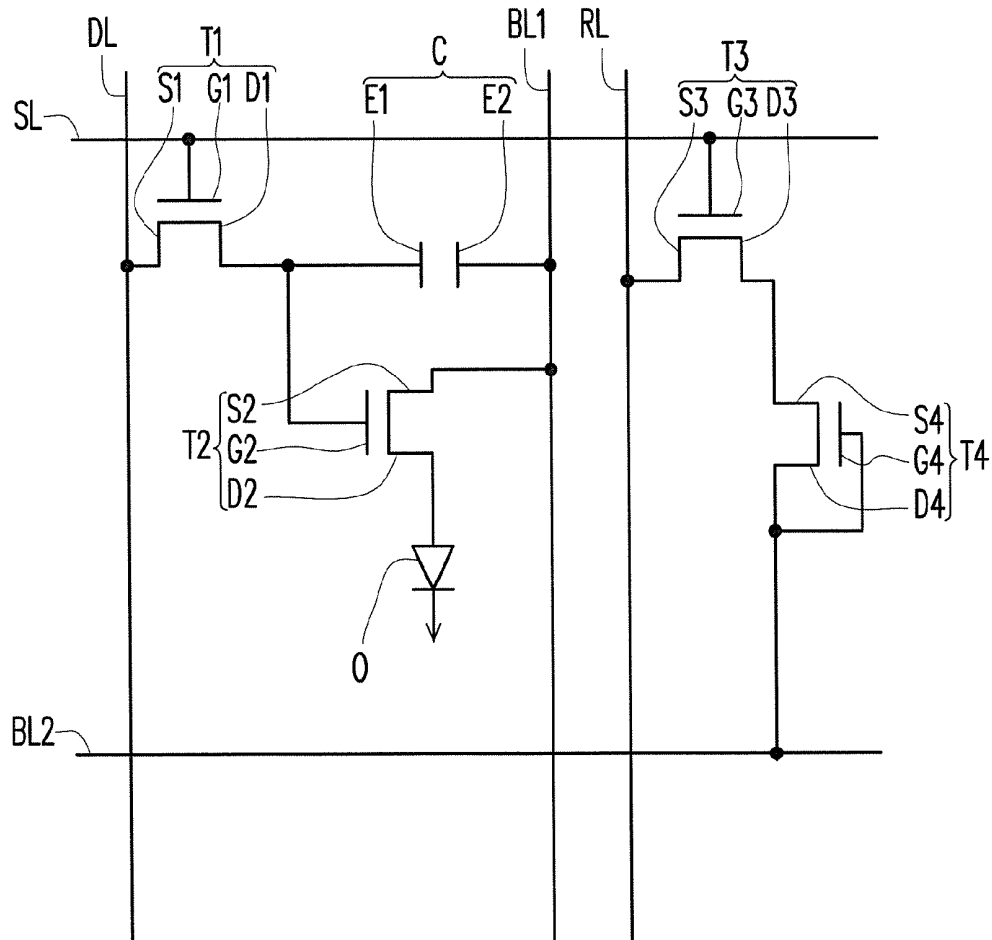 DL T1 C BL1 RL T3
S1 G1 D1 E1 E2 S3 G3 D3
SL
S2
T2 G2
D2
S4
G4 T4
D4
O
BL2